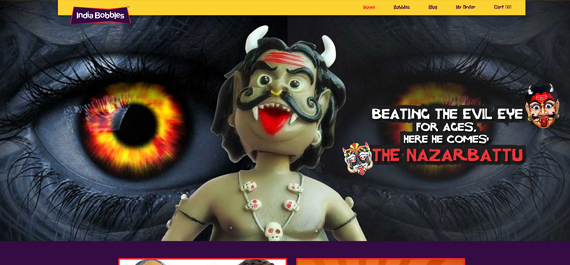 India Bobbles
Home Bobbles Blog My Order Cart (0)
BEATING THE EVIL EYE
FOR AGES,
HERE HE COMES!
THE NAZARBATTU